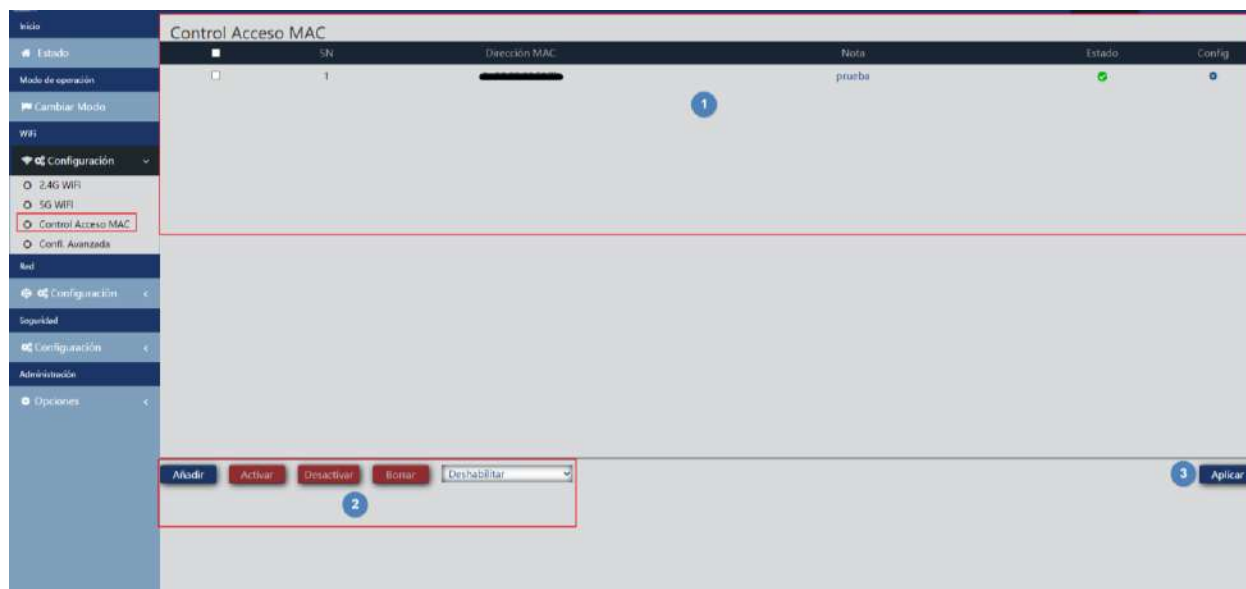 Inicio
Estado
Modo de operación
Cambiar Modo
WiFi
Configuración
2.4G WIFI
5G WIFI
Control Acceso MAC
Confi. Avanzada
Red
Configuración
Seguridad
Configuración
Administración
Opciones
Control Acceso MAC
SN Dirección MAC Nota Estado Config
1 prueba
1
Añadir Activar Desactivar Borrar Deshabilitar
2
3 Aplicar